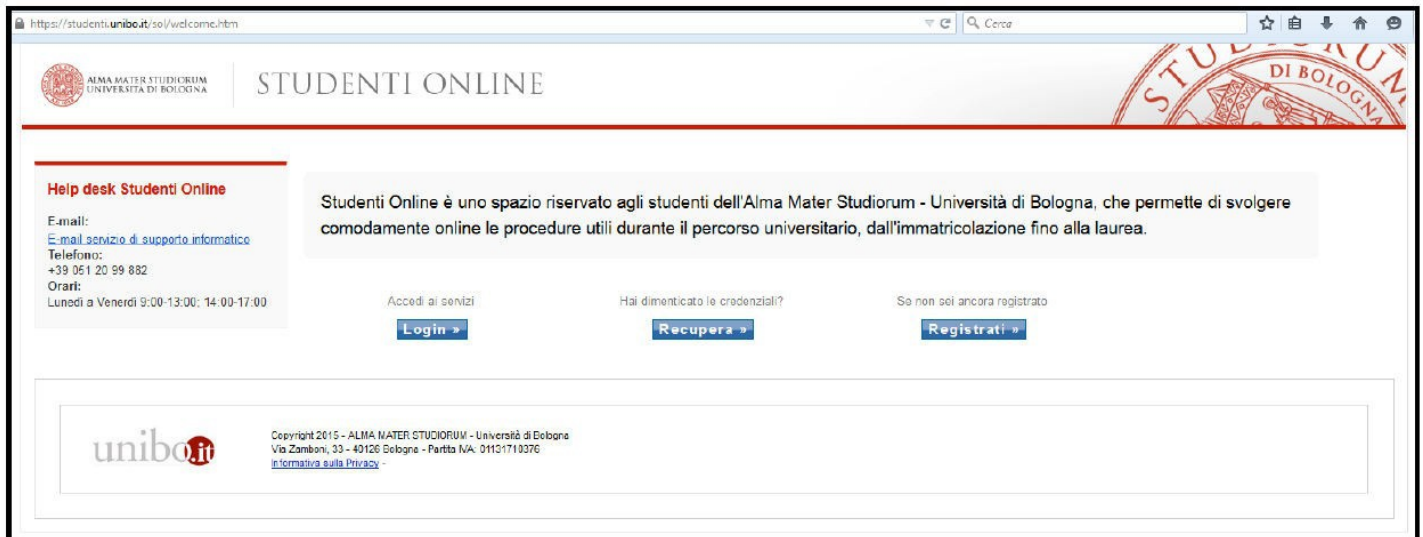 https://studenti.unibo.it/sol/welcome.htm
Cerca
ALMA MATER STUDIORUM
UNIVERSITÀ DI BOLOGNA
STUDENTI ONLINE
STUDIORUM
DI BOLOGNA
Help desk Studenti Online
E-mail:
E-mail servizio di supporto informatico
Telefono:
+39 051 20 99 882
Orari:
Lunedì a Venerdì 9:00-13:00; 14:00-17:00
Studenti Online è uno spazio riservato agli studenti dell'Alma Mater Studiorum - Università di Bologna, che permette di svolgere
comodamente online le procedure utili durante il percorso universitario, dall'immatricolazione fino alla laurea.
Accedi ai servizi
Login »
Hai dimenticato le credenziali?
Recupera »
Se non sei ancora registrato
Registrati »
unibo.it
Copyright 2015 - ALMA MATER STUDIORUM - Università di Bologna
Via Zamboni, 33 - 40126 Bologna - Partita IVA: 01131710376
Informativa sulla Privacy -